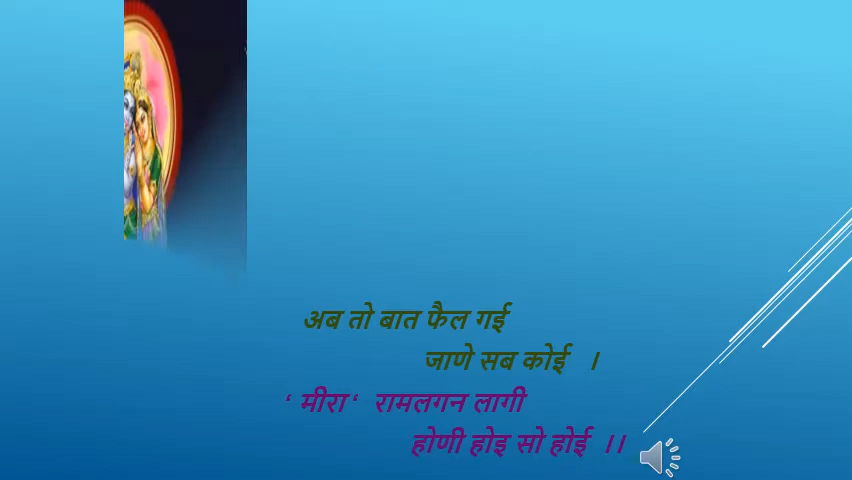 अब तो बात फैल गई
जाणे सब कोई ।
‘ मीरा ‘ रामलगन लागी
होणी होइ सो होई ।।